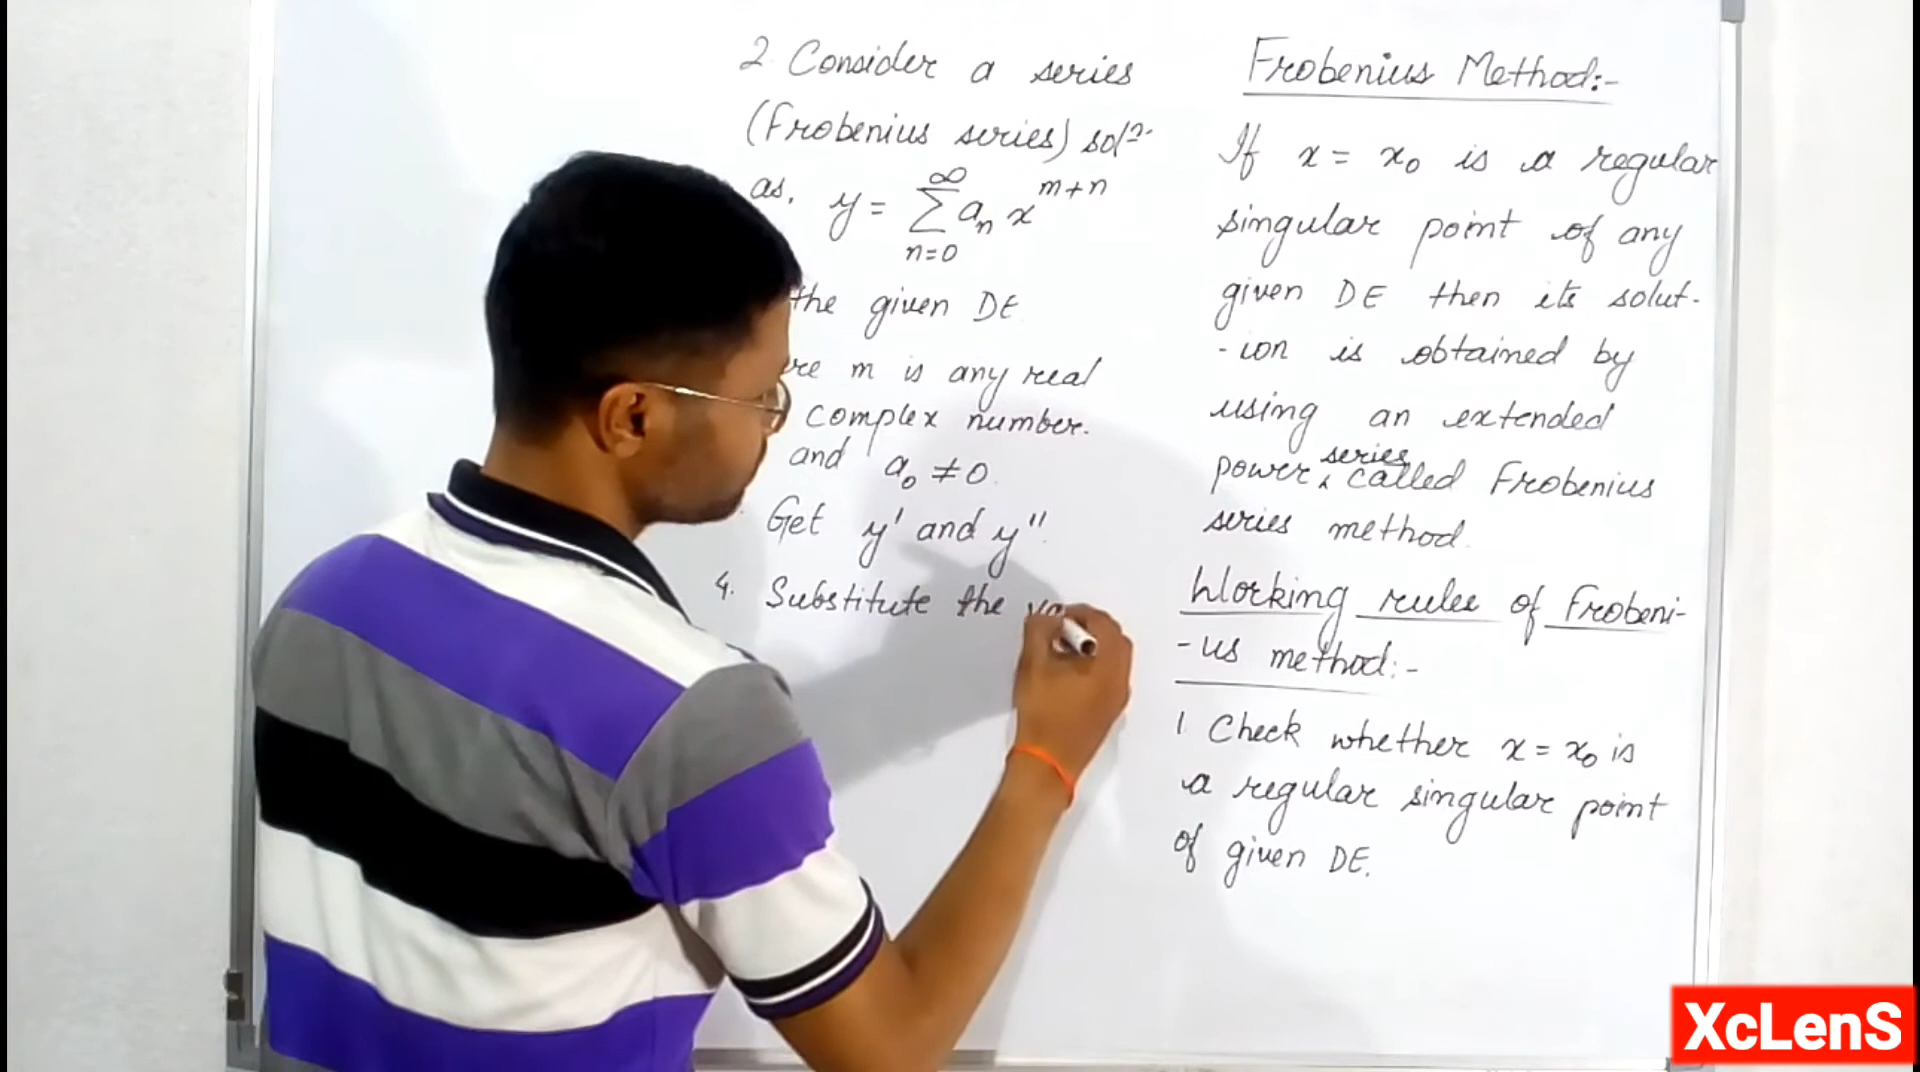 Frobenius Method:-
If x = x₀ is a regular
singular point of any
given DE then its solut-
-ion is obtained by
using an extended
power ‸ series called Frobenius
series method.
Working rules of Frobeni-
-us method:-
1. Check whether x = x₀ is
a regular singular point
of given DE.
2. Consider a series
(Frobenius series) solⁿ.
as, y = ∑_{n=0}^{∞} aₙ x^{m+n}
the given DE.
re m is any real
complex number.
and a₀ ≠ 0.
Get y' and y".
4. Substitute the
XcLenS